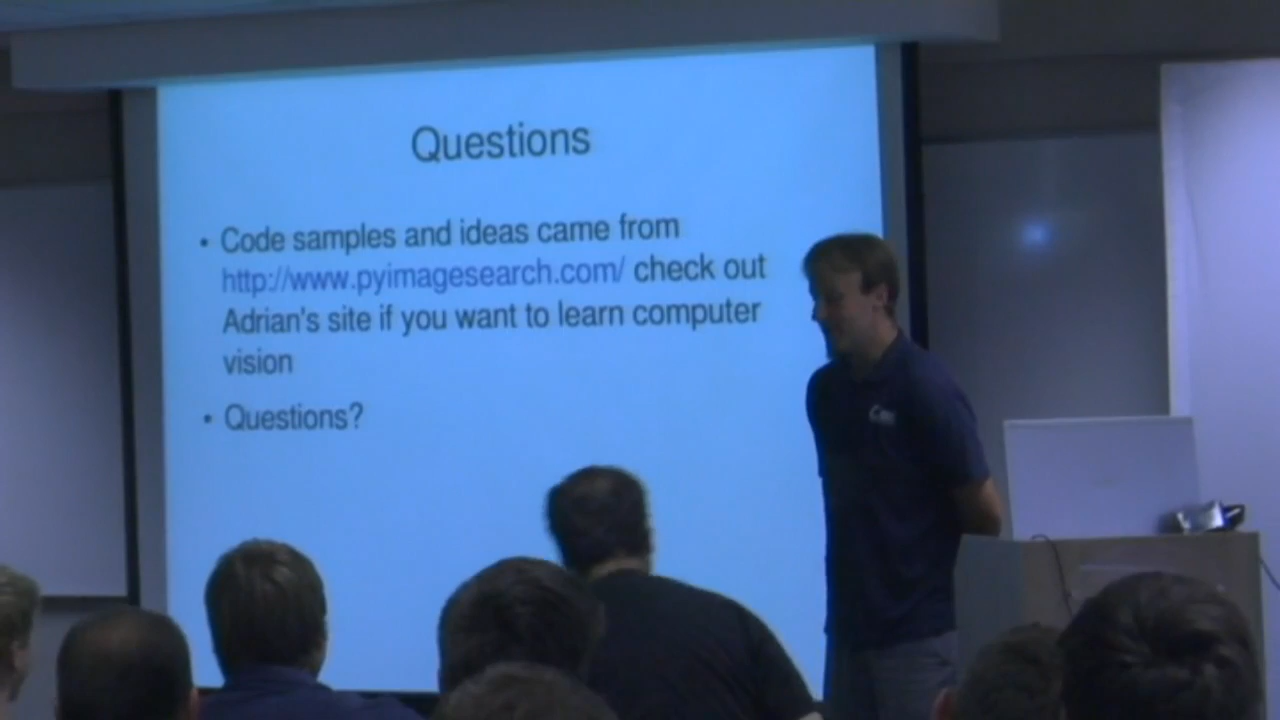 Questions
• Code samples and ideas came from
http://www.pyimagesearch.com/ check out
Adrian's site if you want to learn computer
vision
• Questions?